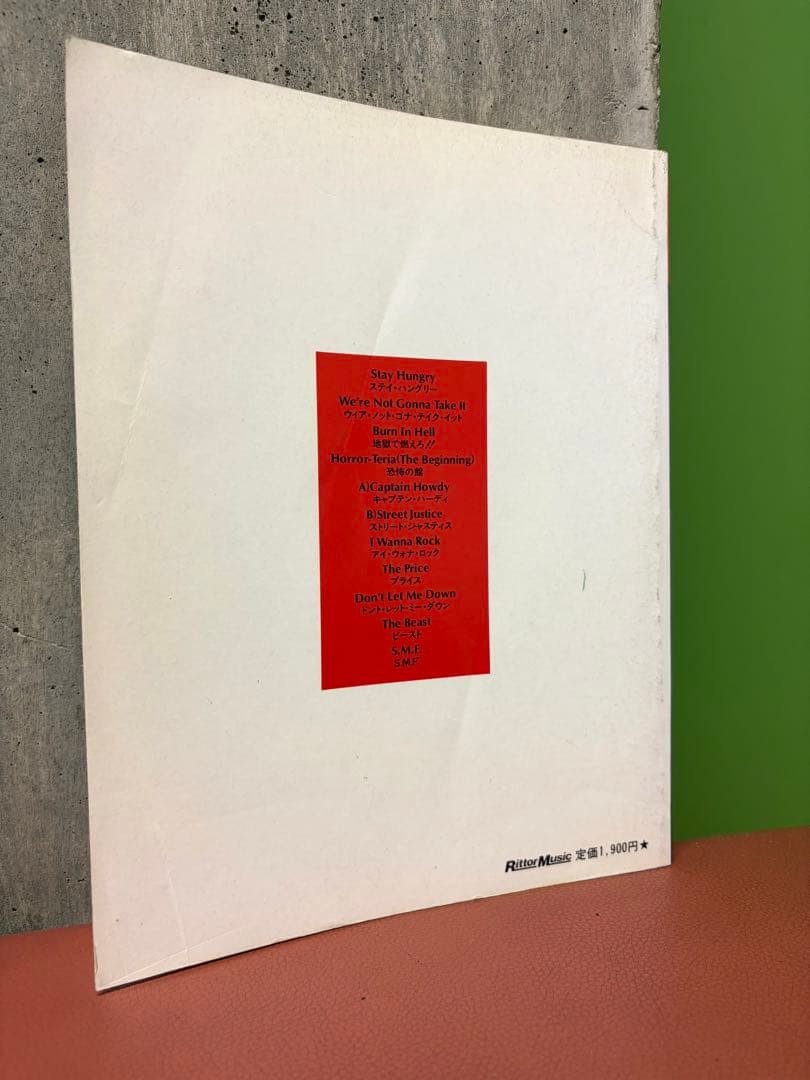 Stay Hungry
ステイ・ハングリー
We're Not Gonna Take It
ウィア・ノット・ゴナ・テイク・イット
Burn In Hell
地獄で燃えろ!!
Horror-Teria(The Beginning)
恐怖の館
A)Captain Howdy
キャプテン・ハーディ
B)Street Justice
ストリート・ジャスティス
I Wanna Rock
アイ・ウォナ・ロック
The Price
プライス
Don't Let Me Down
ドント・レット・ミー・ダウン
The Beast
ビースト
S.M.F.
S.M.F.
RittorMusic 定価1,900円★